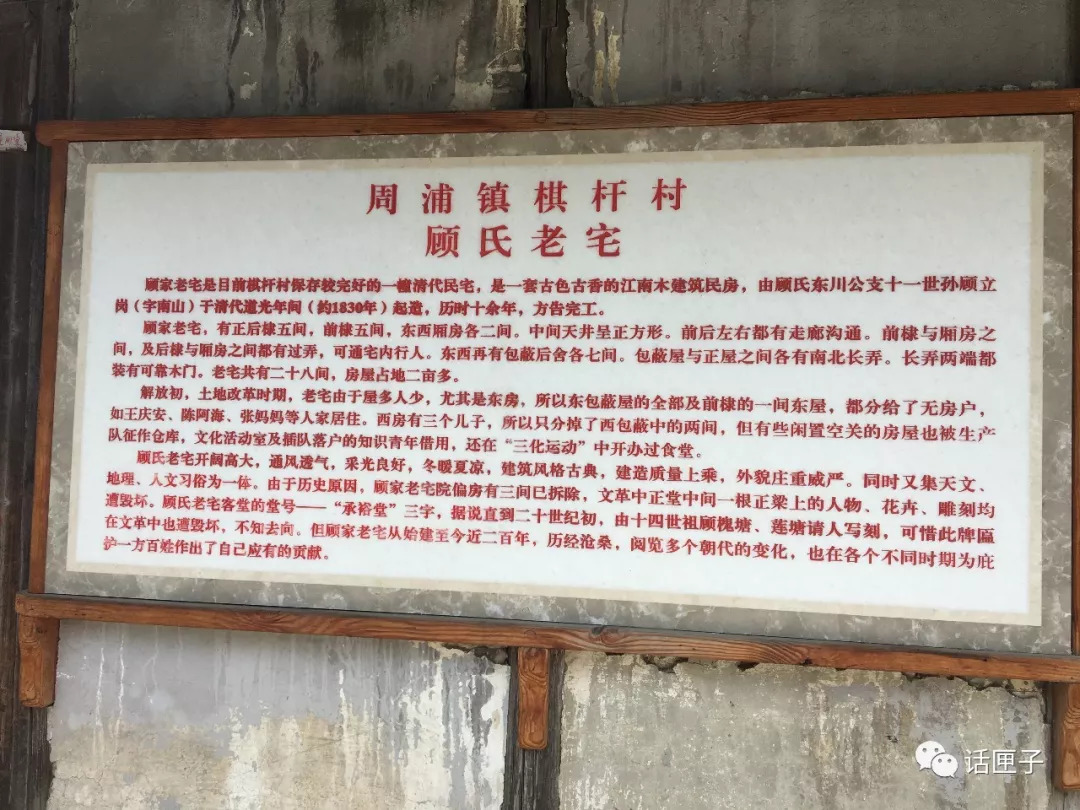 周浦镇棋杆村
顾氏老宅
顾家老宅是目前棋杆村保存较完好的一幢清代民宅，是一套古色古香的江南木建筑民房，由顾氏东川公支十一世孙顾立
岗（字南山）于清代道光年间（约1830年）起造，历时十余年，方告完工。
顾家老宅，有正后棣五间，前棣五间，东西厢房各二间。中间天井呈正方形。前后左右都有走廊沟通。前棣与厢房之
间，及后棣与厢房之间都有过弄，可通宅内行人。东西再有包蔽后舍各七间。包蔽屋与正屋之间各有南北长弄。长弄两端都
装有可靠木门。老宅共有二十八间，房屋占地二亩多。
解放初，土地改革时期，老宅由于屋多人少，尤其是东房，所以东包蔽屋的全部及前棣的一间东屋，都分给了无房户，
如王庆安、陈阿海、张妈妈等人家居住。西房有三个儿子，所以只分掉了西包蔽中的两间，但有些闲置空关的房屋也被生产
队征作仓库，文化活动室及插队落户的知识青年借用，还在“三化运动”中开办过食堂。
顾氏老宅开阔高大，通风透气，采光良好，冬暖夏凉，建筑风格古典，建造质量上乘，外貌庄重威严。同时又集天文、
地理、人文习俗为一体。由于历史原因，顾家老宅院偏房有三间已拆除，文革中正堂中间一根正梁上的人物、花卉、雕刻均
遭毁坏。顾氏老宅客堂的堂号——“承裕堂”三字，据说直到二十世纪初，由十四世祖顾槐塘、莲塘请人写刻，可惜此牌匾
在文革中也遭毁坏，不知去向。但顾家老宅从始建至今近二百年，历经沧桑，阅览多个朝代的变化，也在各个不同时期为庇
护一方百姓作出了自己应有的贡献。
话匣子